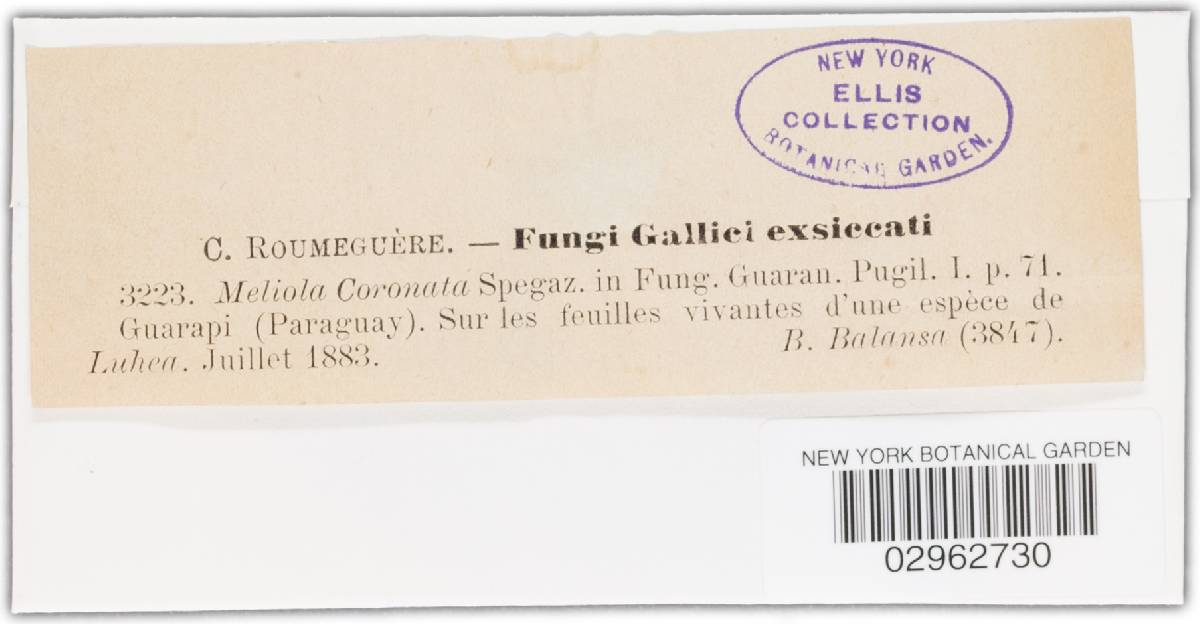 NEW YORK
ELLIS
COLLECTION
BOTANICAL GARDEN.
C. ROUMEGUÈRE. — Fungi Gallici exsiccati
3223. Meliola Coronata Spegaz. in Fung. Guaran. Pugil. I. p. 71.
Guarapi (Paraguay). Sur les feuilles vivantes d'une espèce de
Luhea. Juillet 1883. B. Balansa (3847).
NEW YORK BOTANICAL GARDEN
02962730